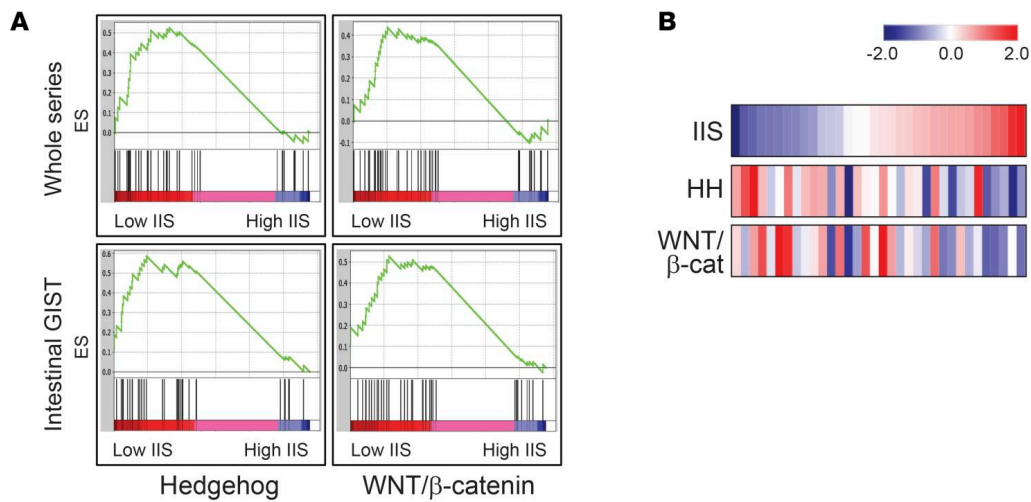 A
Whole series
ES
0.5
0.4
0.3
0.2
0.1
0.0
Low IIS High IIS
0.4
0.3
0.2
0.1
0.0
-0.1
Low IIS High IIS
Intestinal GIST
ES
0.6
0.5
0.4
0.3
0.2
0.1
0.0
Low IIS High IIS
0.5
0.4
0.3
0.2
0.1
0.0
Low IIS High IIS
Hedgehog WNT/β-catenin
B
-2.0 0.0 2.0
IIS
HH
WNT/
β-cat